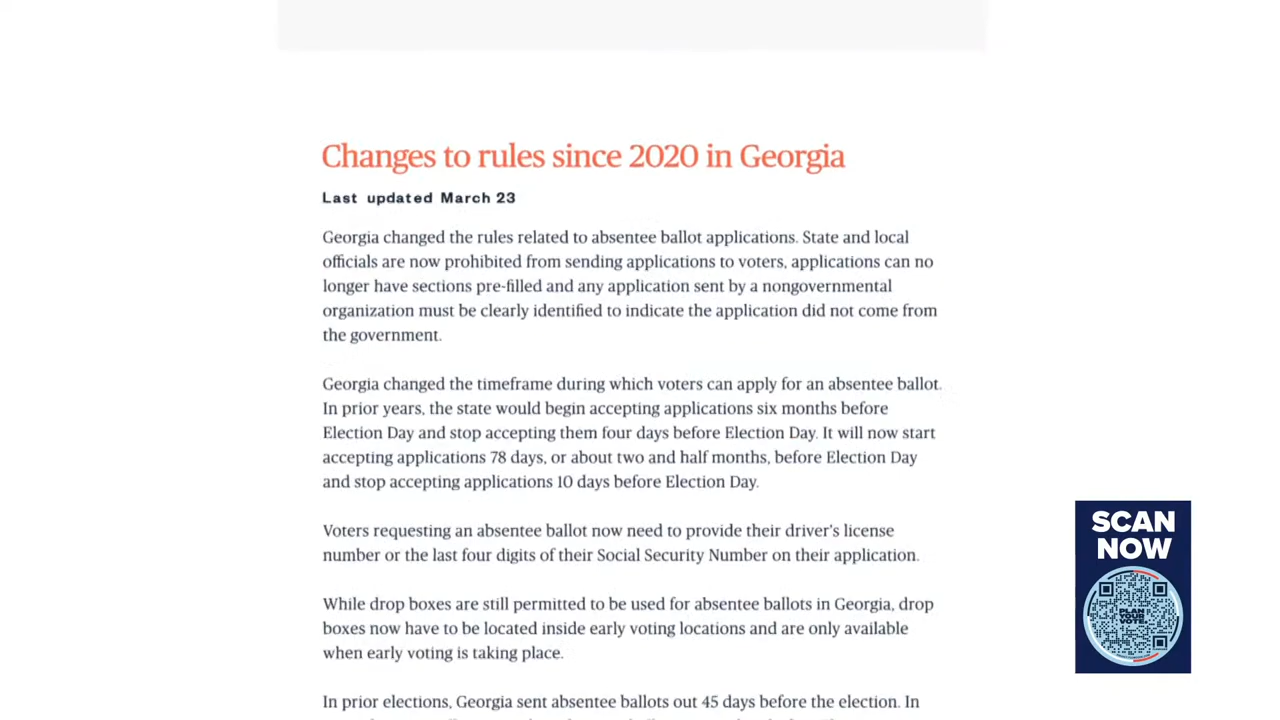 Changes to rules since 2020 in Georgia
Last updated March 23
Georgia changed the rules related to absentee ballot applications. State and local
officials are now prohibited from sending applications to voters, applications can no
longer have sections pre-filled and any application sent by a nongovernmental
organization must be clearly identified to indicate the application did not come from
the government.
Georgia changed the timeframe during which voters can apply for an absentee ballot.
In prior years, the state would begin accepting applications six months before
Election Day and stop accepting them four days before Election Day. It will now start
accepting applications 78 days, or about two and half months, before Election Day
and stop accepting applications 10 days before Election Day.
Voters requesting an absentee ballot now need to provide their driver's license
number or the last four digits of their Social Security Number on their application.
While drop boxes are still permitted to be used for absentee ballots in Georgia, drop
boxes now have to be located inside early voting locations and are only available
when early voting is taking place.
In prior elections, Georgia sent absentee ballots out 45 days before the election. In
SCAN
NOW
PLAN
YOUR
VOTE.